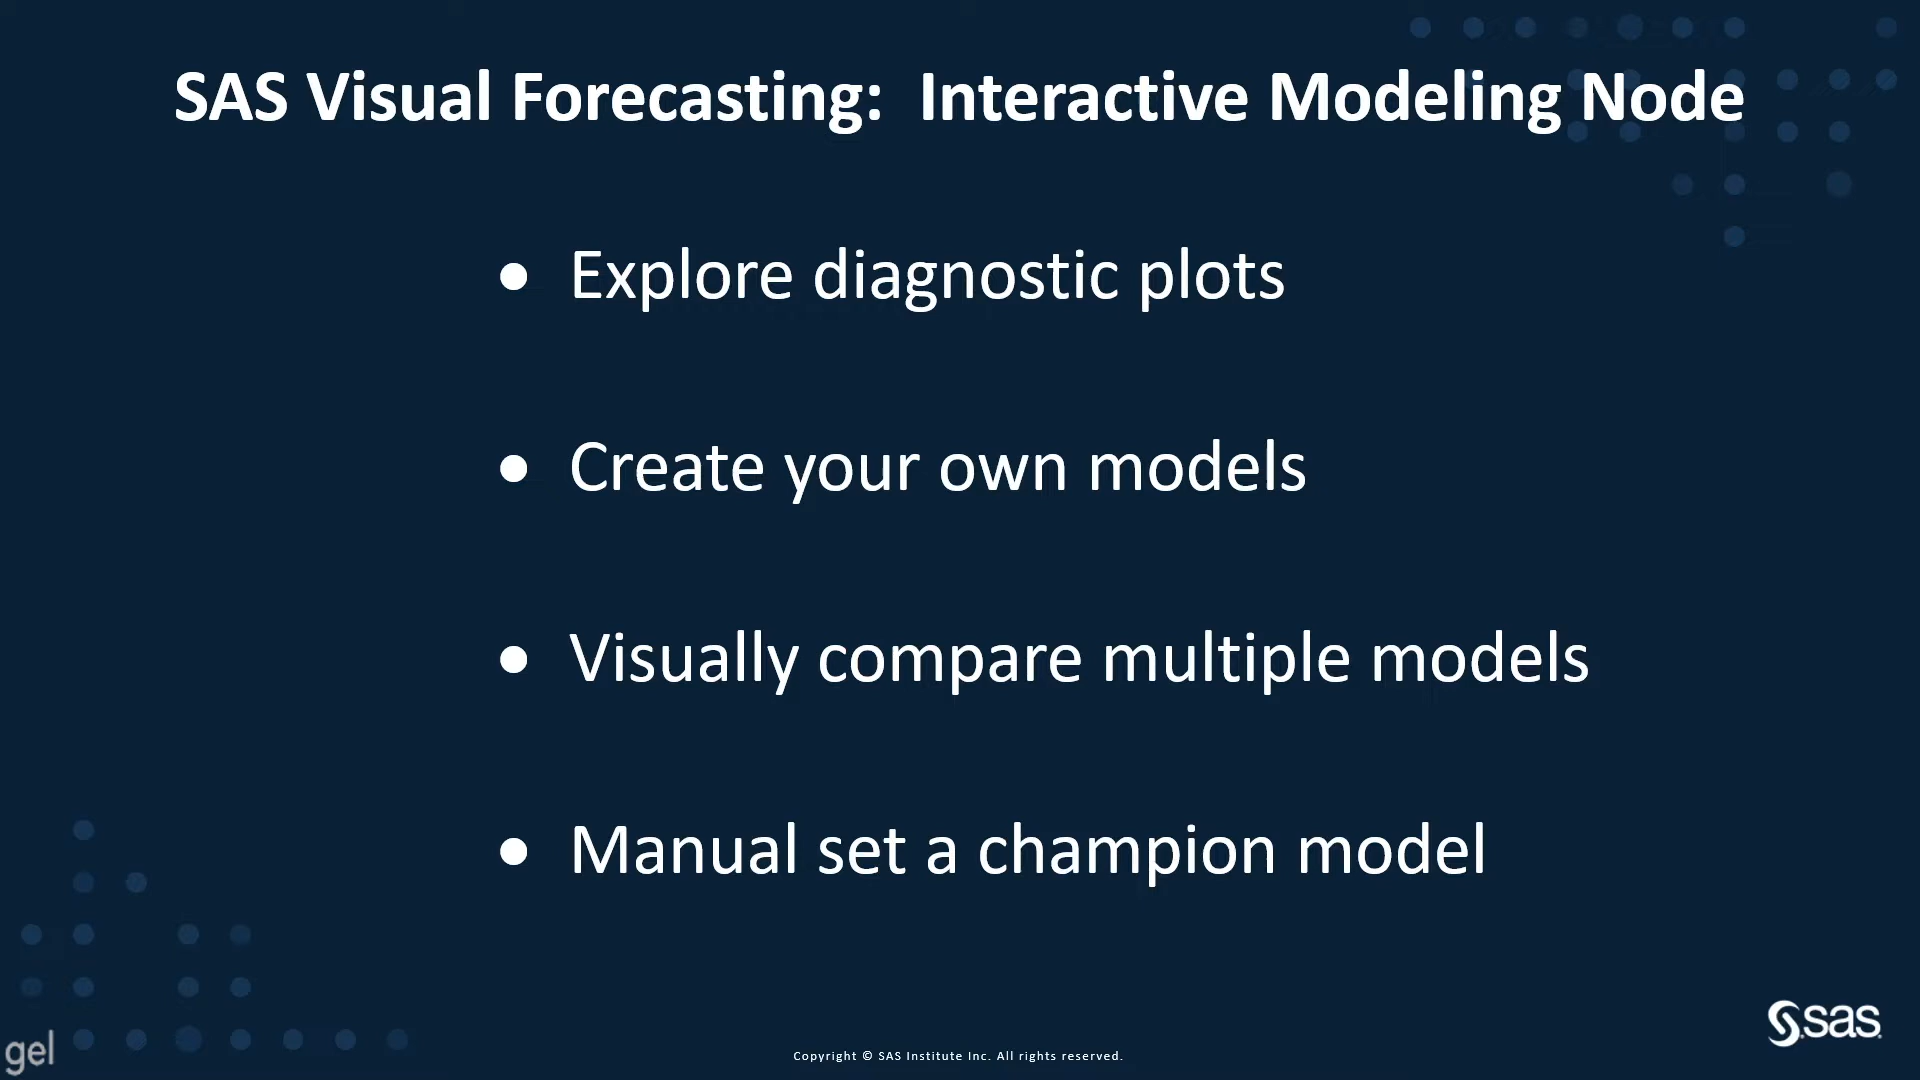 SAS Visual Forecasting: Interactive Modeling Node
• Explore diagnostic plots
• Create your own models
• Visually compare multiple models
• Manual set a champion model
gel
Copyright © SAS Institute Inc. All rights reserved.
sas